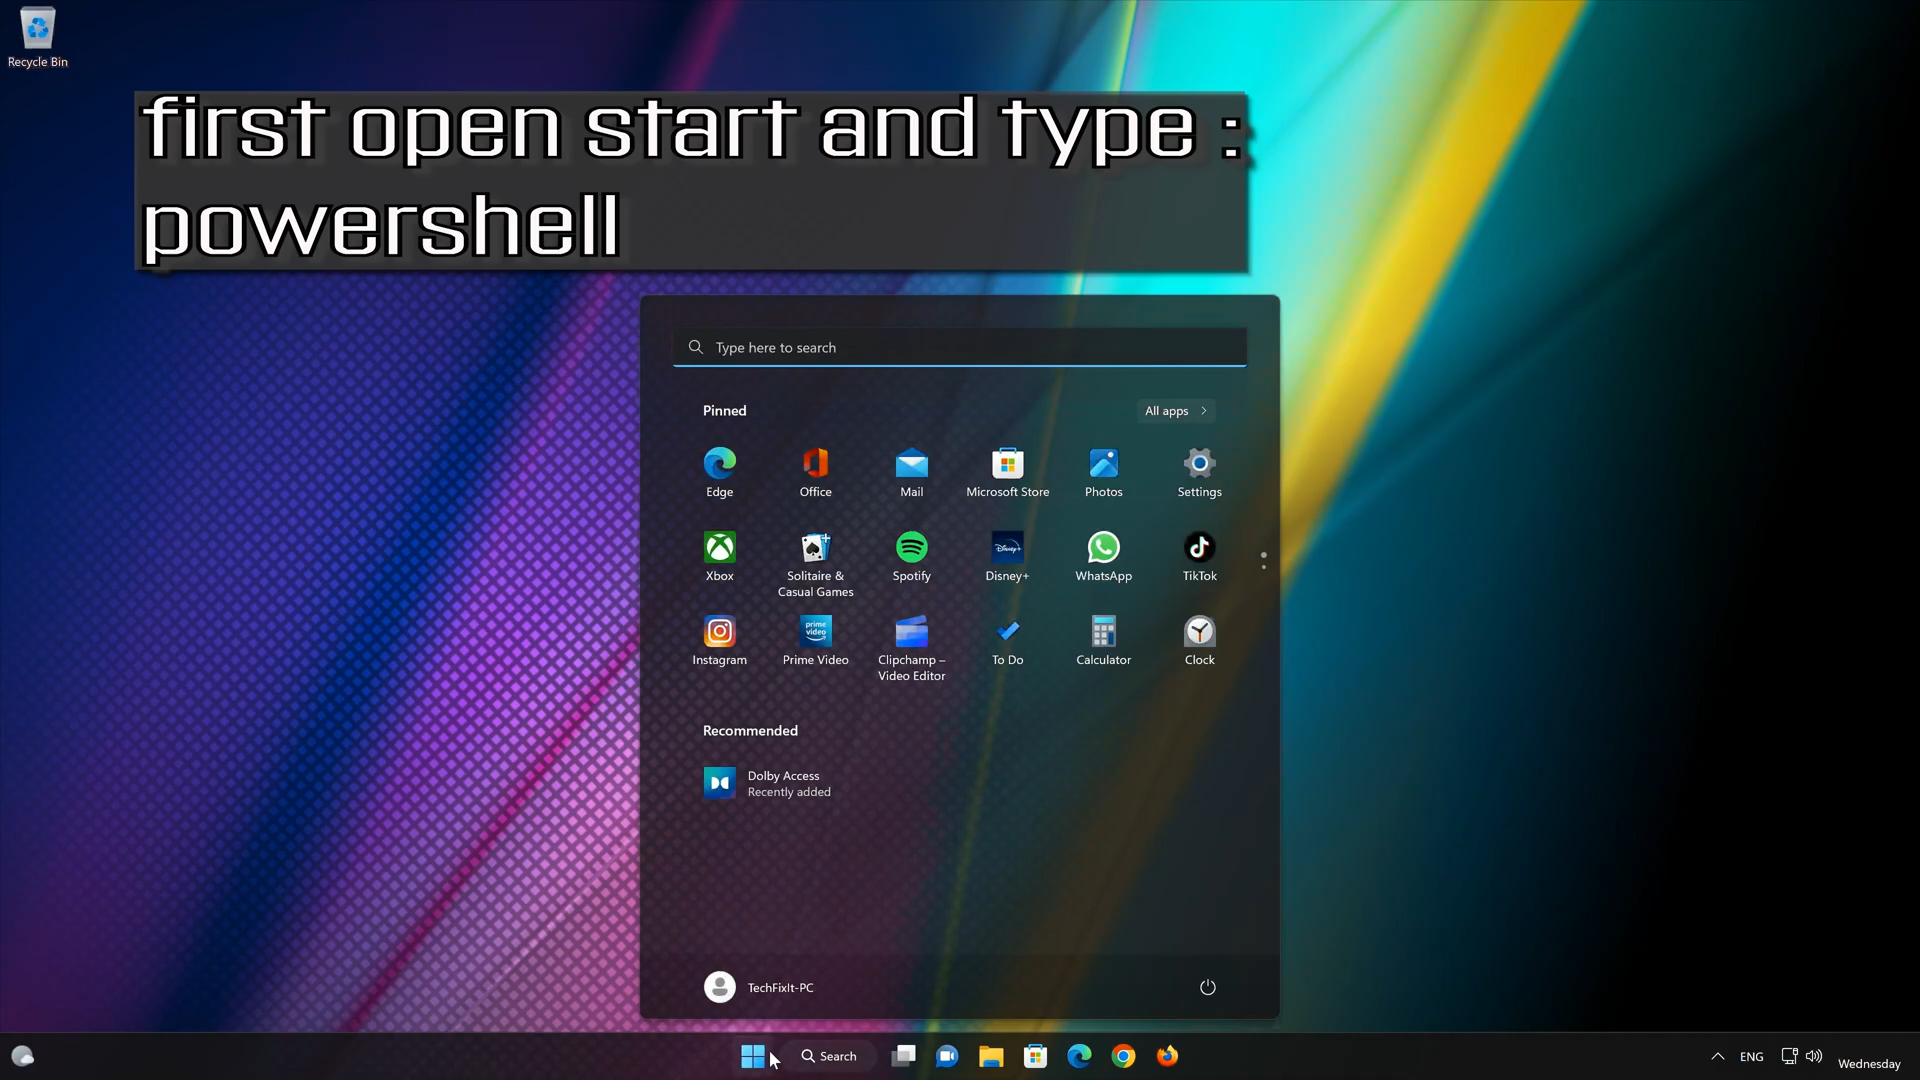 Recycle Bin
first open start and type :
powershell
Type here to search
Pinned
All apps
Edge
Office
Mail
Microsoft Store
Photos
Settings
Xbox
Solitaire &
Casual Games
Spotify
Disney+
WhatsApp
TikTok
Instagram
prime
video
Prime Video
Clipchamp –
Video Editor
To Do
Calculator
Clock
Recommended
Dolby Access
Recently added
TechFixIt-PC
Search
ENG
Wednesday